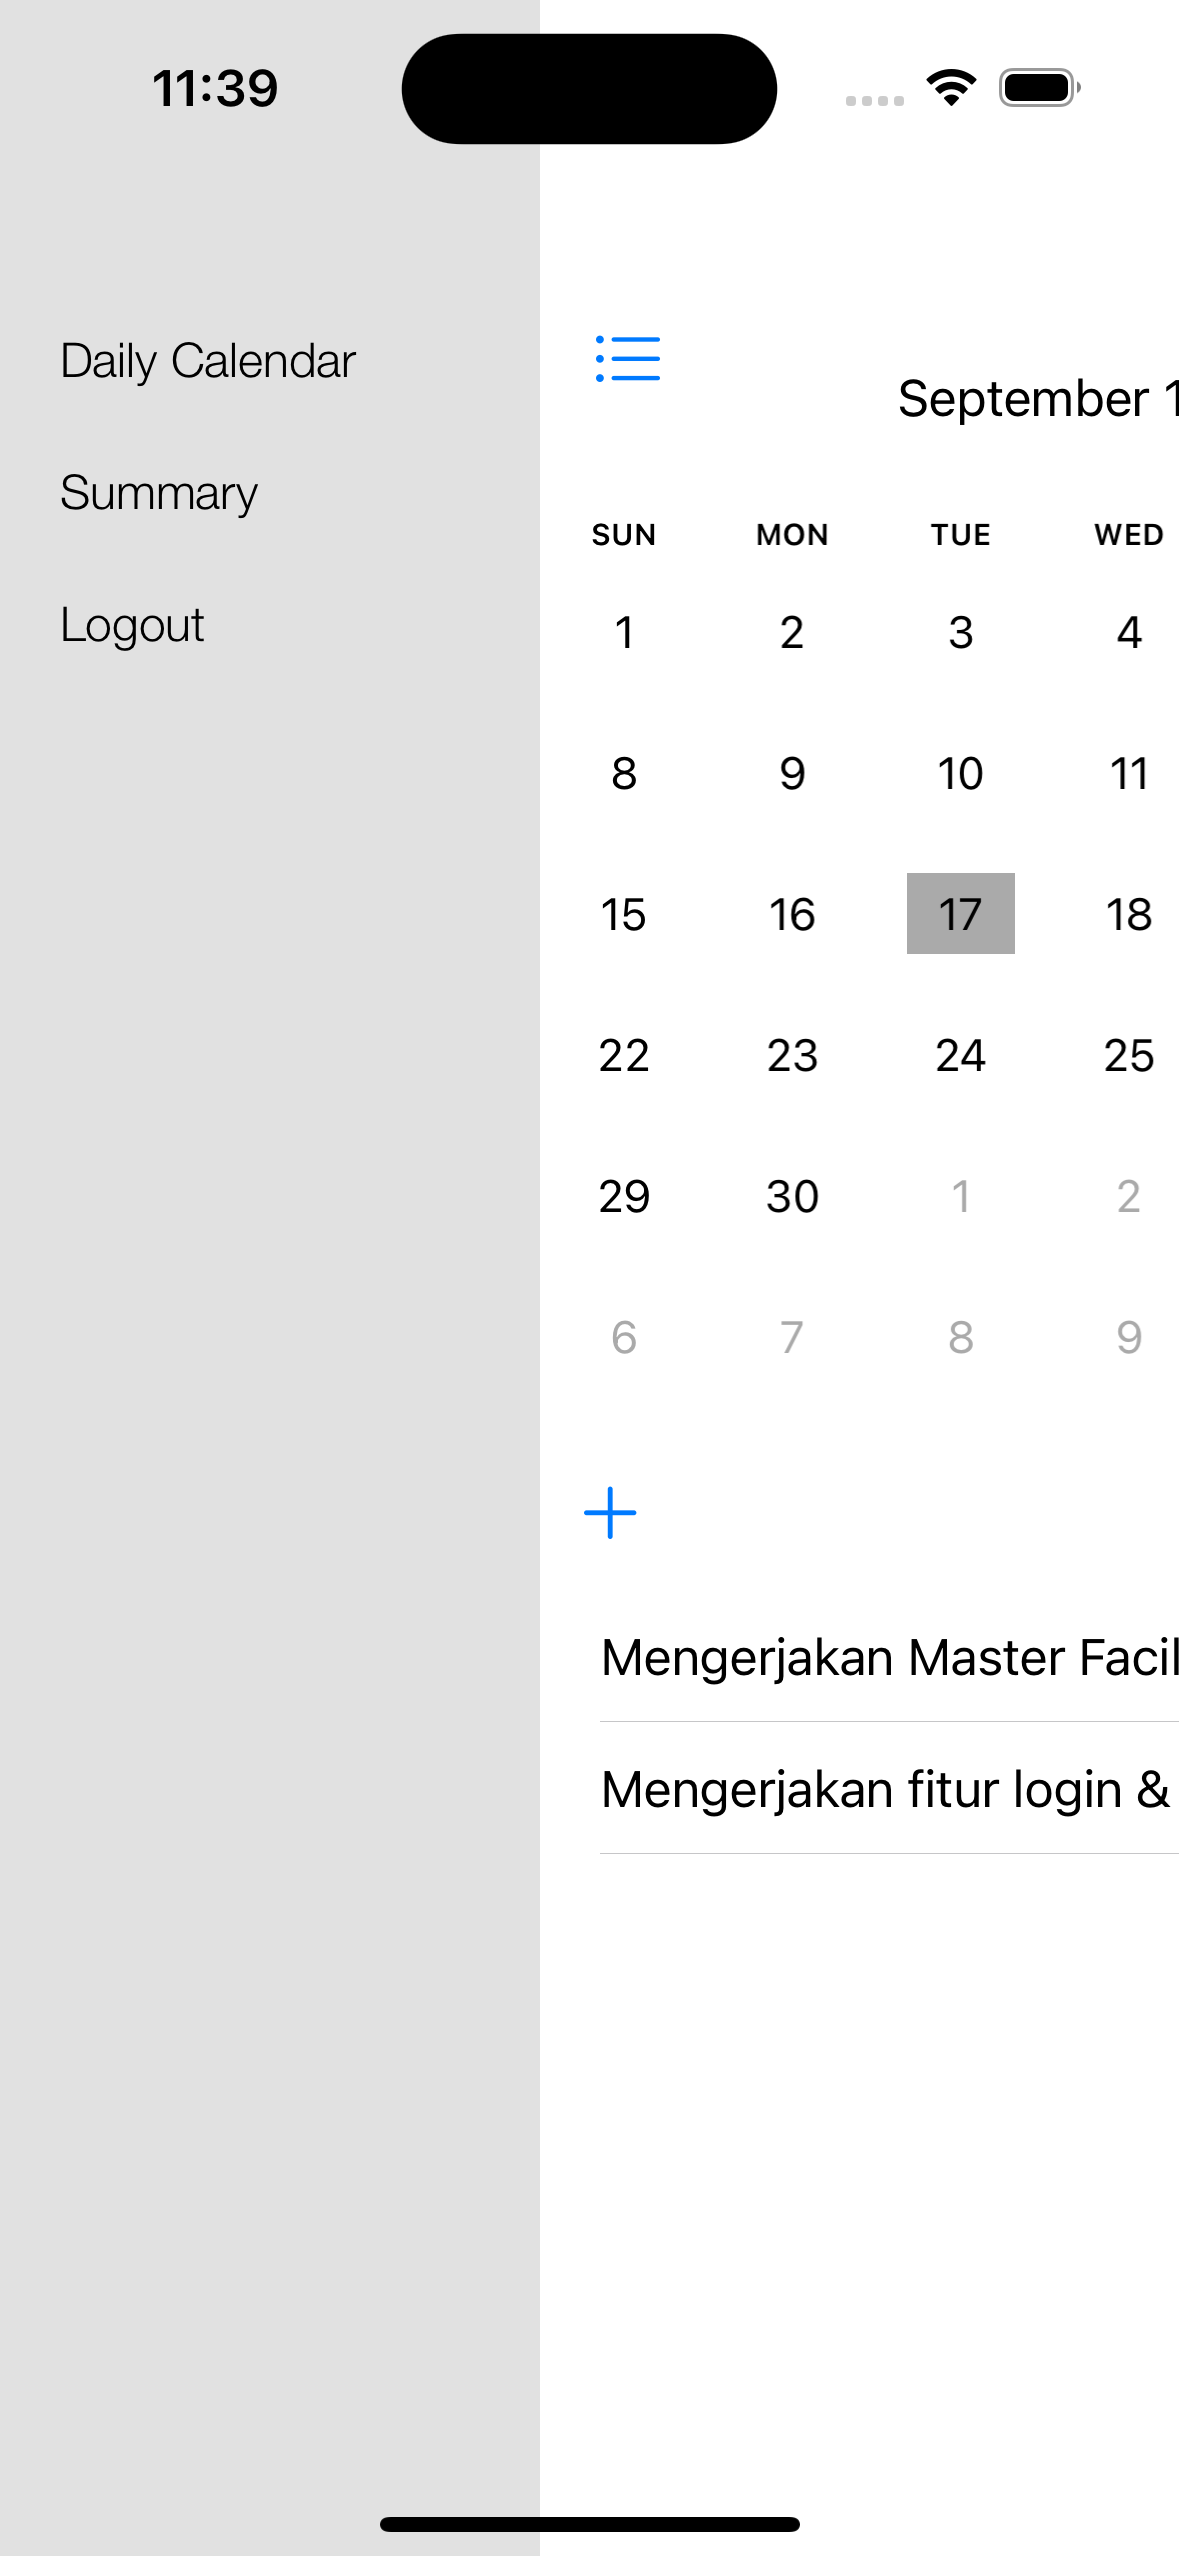 11:39
Daily Calendar
Summary
Logout
September 1
SUN MON TUE WED
1 2 3 4
8 9 10 11
15 16 17 18
22 23 24 25
29 30 1 2
6 7 8 9
Mengerjakan Master Facil
Mengerjakan fitur login &